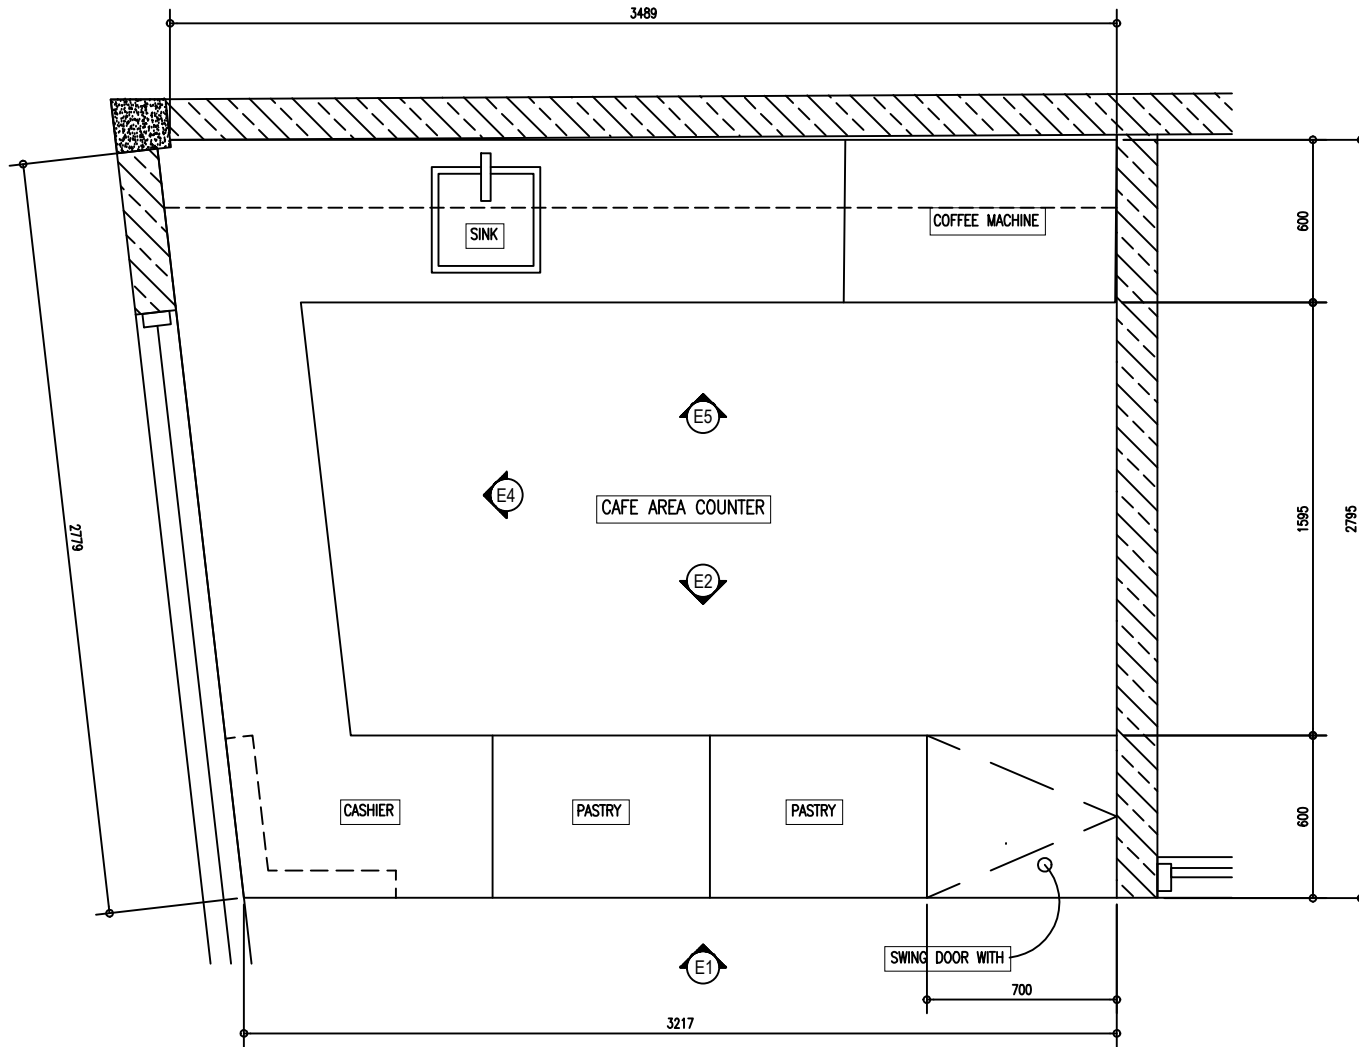 3489
SINK
COFFEE MACHINE
600
E5
E4
CAFE AREA COUNTER
1595
2795
2779
E2
CASHIER
PASTRY
PASTRY
600
SWING DOOR WITH
E1
700
3217